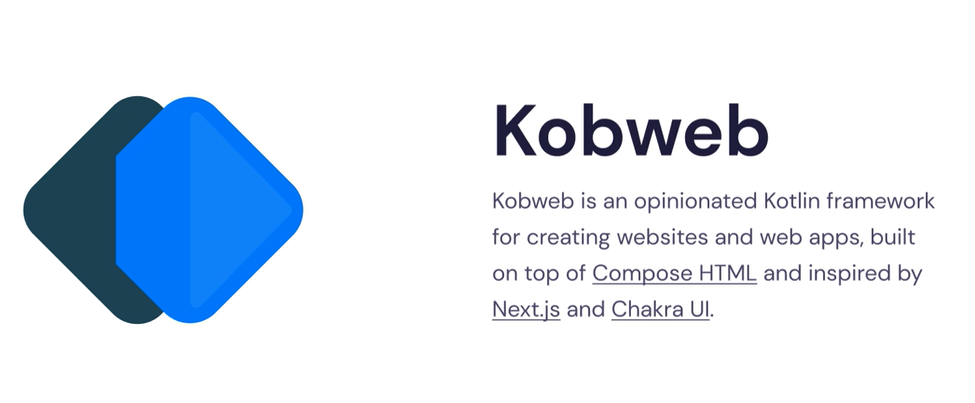 Kobweb
Kobweb is an opinionated Kotlin framework
for creating websites and web apps, built
on top of Compose HTML and inspired by
Next.js and Chakra UI.